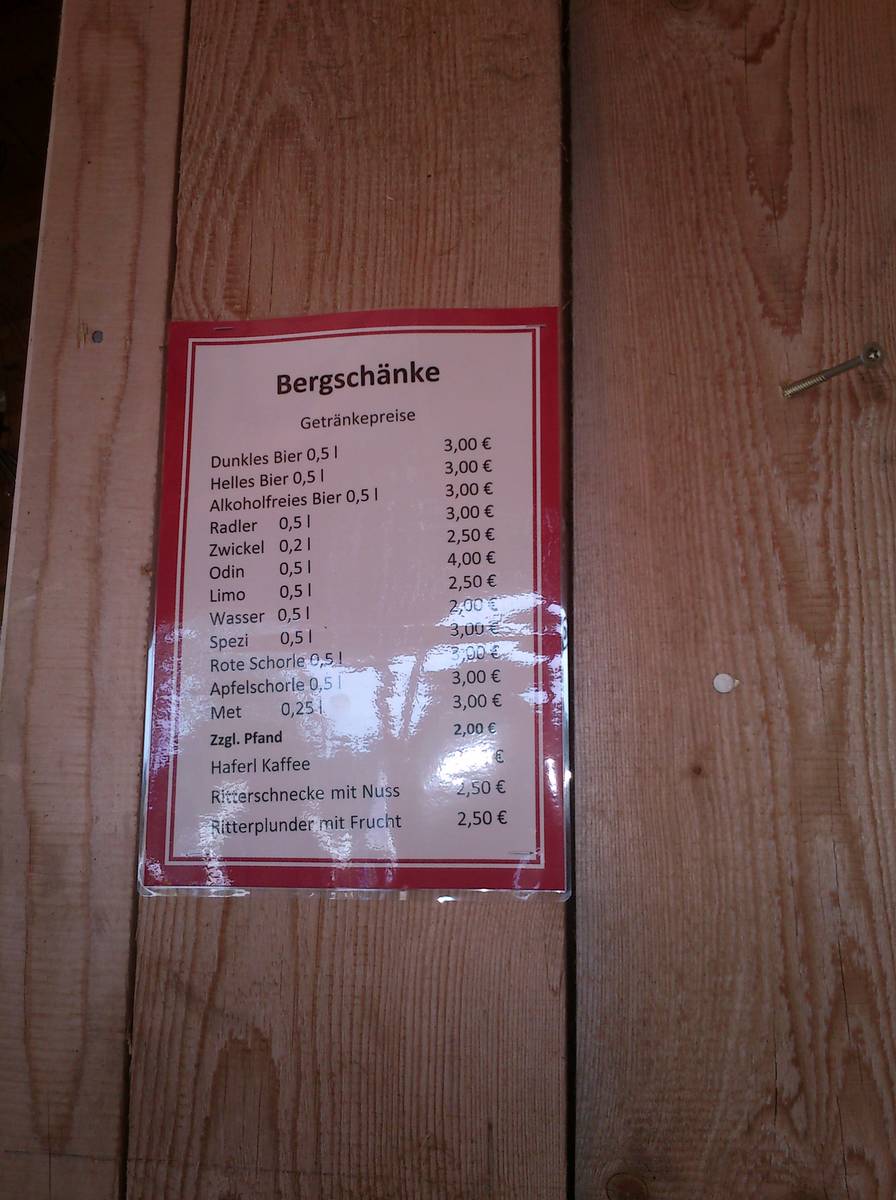 Bergschänke
Getränkepreise
Dunkles Bier 0,5 l 3,00 €
Helles Bier 0,5 l 3,00 €
Alkoholfreies Bier 0,5 l 3,00 €
Radler 0,5 l 3,00 €
Zwickel 0,2 l 2,50 €
Odin 0,5 l 4,00 €
Limo 0,5 l 2,50 €
Wasser 0,5 l 2,00 €
Spezi 0,5 l 3,00 €
Rote Schorle 0,5 l 3,00 €
Apfelschorle 0,5 l 3,00 €
Met 0,25 l 3,00 €
Zzgl. Pfand 2,00 €
Haferl Kaffee €
Ritterschnecke mit Nuss 2,50 €
Ritterplunder mit Frucht 2,50 €